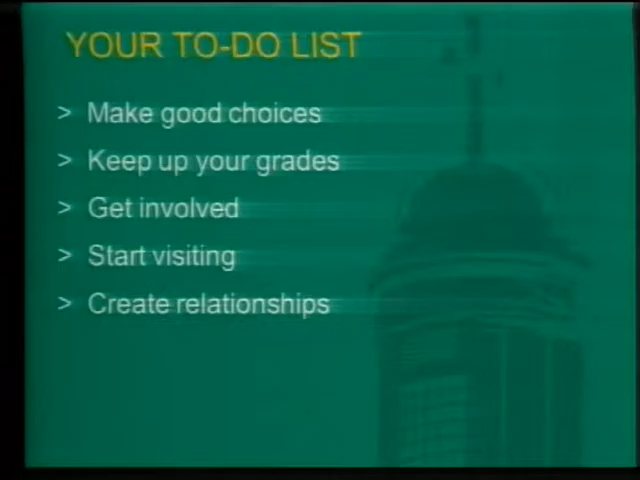 YOUR TO-DO LIST
> Make good choices
> Keep up your grades
> Get involved
> Start visiting
> Create relationships